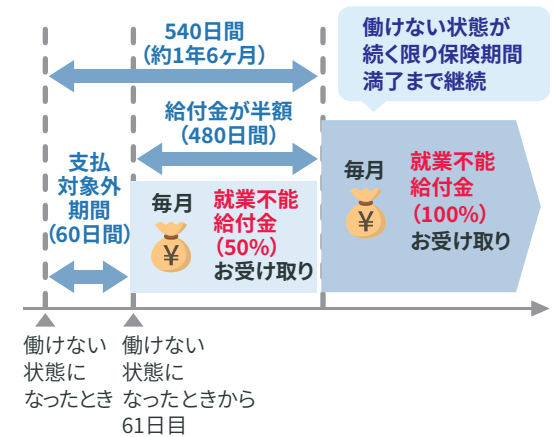 540日間
（約1年6ヶ月）
働けない状態が
続く限り保険期間
満了まで継続
給付金が半額
（480日間）
支払
対象外
期間
（60日間）
毎月
¥
就業不能
給付金
（50％）
お受け取り
毎月
¥
就業不能
給付金
（100％）
お受け取り
働けない
状態に
なったとき
働けない
状態に
なったときから
61日目